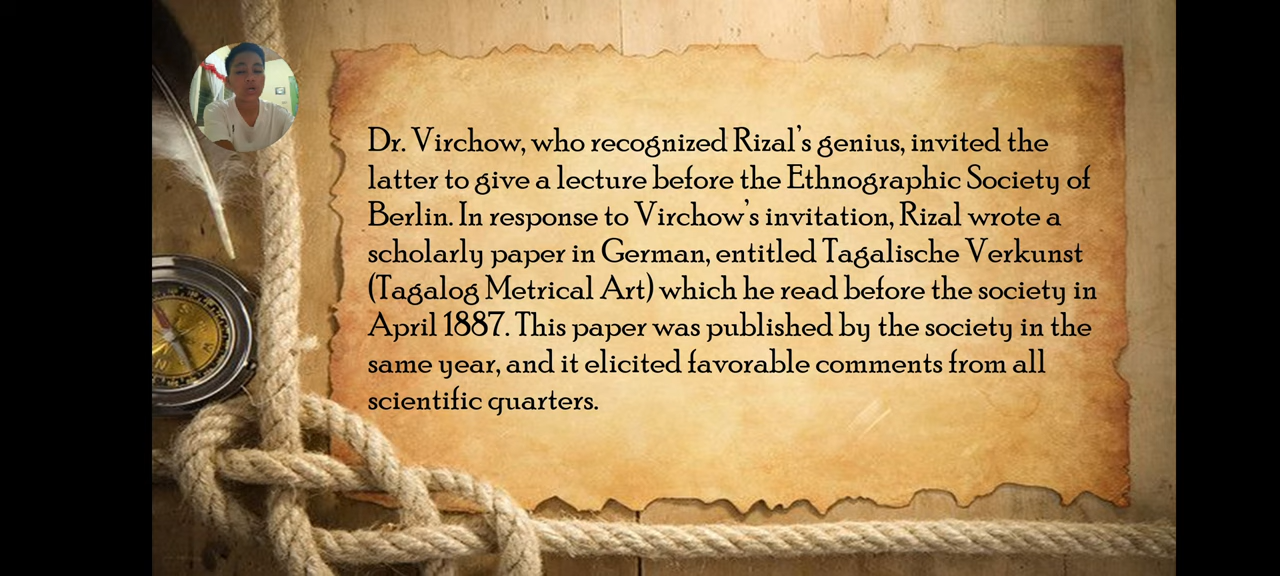 Dr. Virchow, who recognized Rizal's genius, invited the
latter to give a lecture before the Ethnographic Society of
Berlin. In response to Virchow's invitation, Rizal wrote a
scholarly paper in German, entitled Tagalische Verkunst
(Tagalog Metrical Art) which he read before the society in
April 1887. This paper was published by the society in the
same year, and it elicited favorable comments from all
scientific quarters.